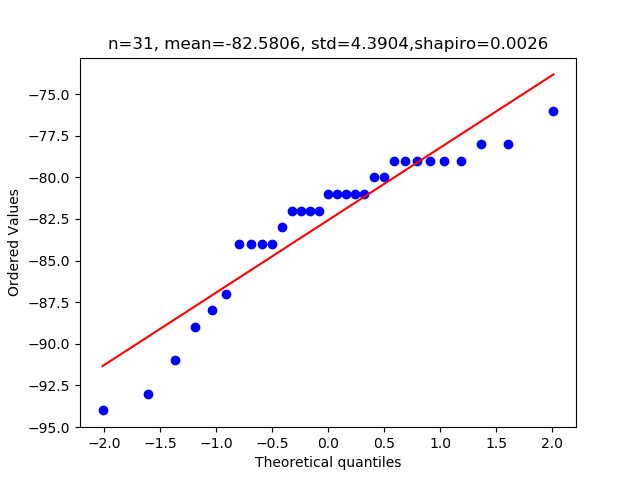 n=31, mean=-82.5806, std=4.3904,shapiro=0.0026
−75.0
−77.5
−80.0
−82.5
−85.0
−87.5
−90.0
−92.5
−95.0
Ordered Values
−2.0 −1.5 −1.0 −0.5 0.0 0.5 1.0 1.5 2.0
Theoretical quantiles